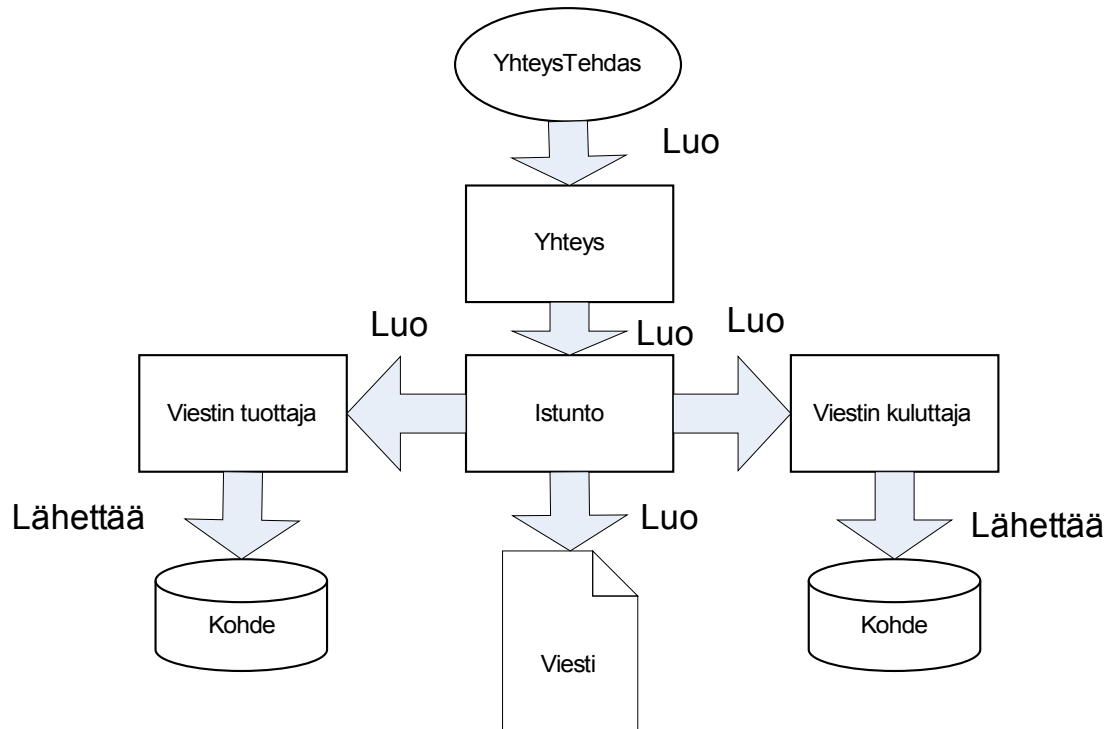 YhteysTehdas
Luo
Yhteys
Luo
Luo
Luo
Viestin tuottaja
Istunto
Viestin kuluttaja
Lähettää
Luo
Lähettää
Kohde
Kohde
Viesti